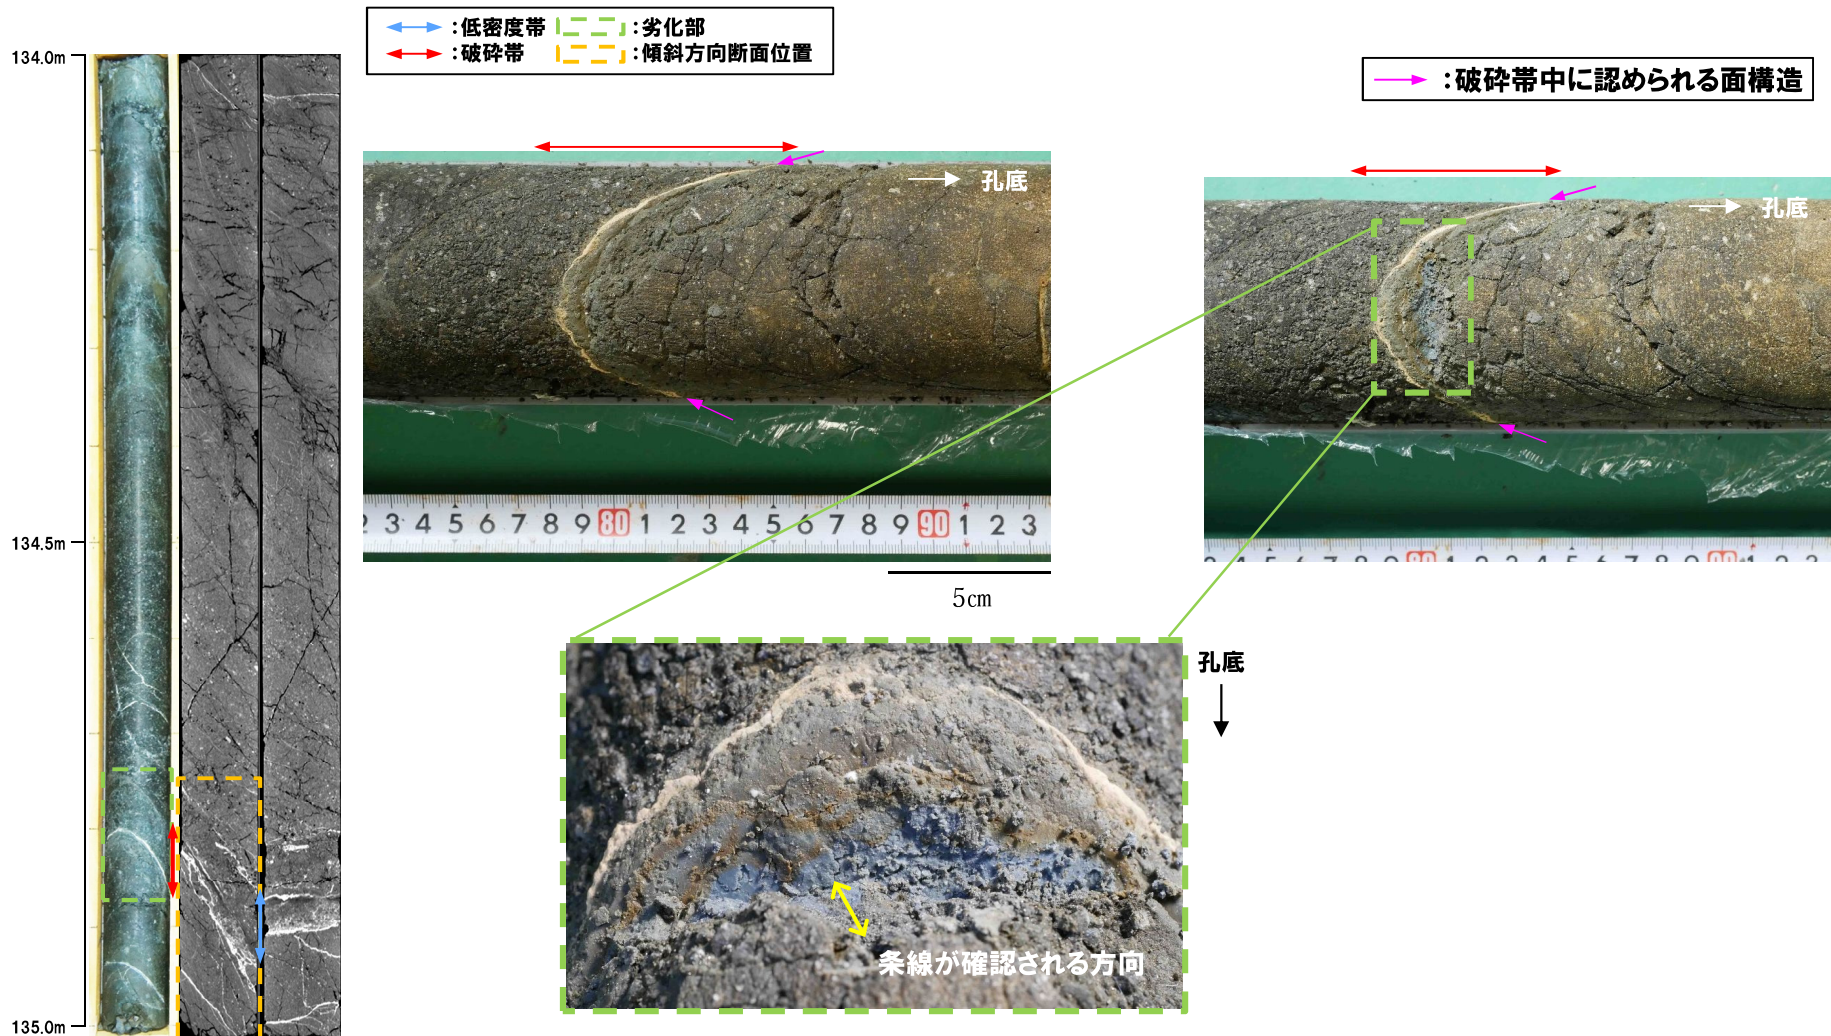 :低密度帯 :劣化部
:破砕帯 :傾斜方向断面位置
:破砕帯中に認められる面構造
134.0m
134.5m
135.0m
孔底
孔底
2 3 4 5 6 7 8 9 80 1 2 3 4 5 6 7 8 9 90 1 2 3
5cm
孔底
条線が確認される方向